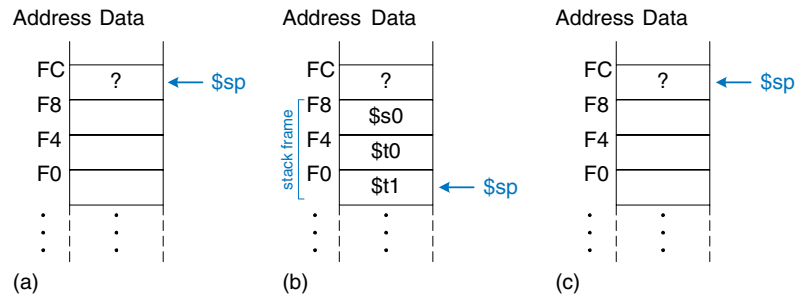 Address Data
FC
?
$sp
F8
F4
F0
(a)
Address Data
FC
?
F8
$s0
F4
$t0
F0
$t1
$sp
stack frame
(b)
Address Data
FC
?
$sp
F8
F4
F0
(c)